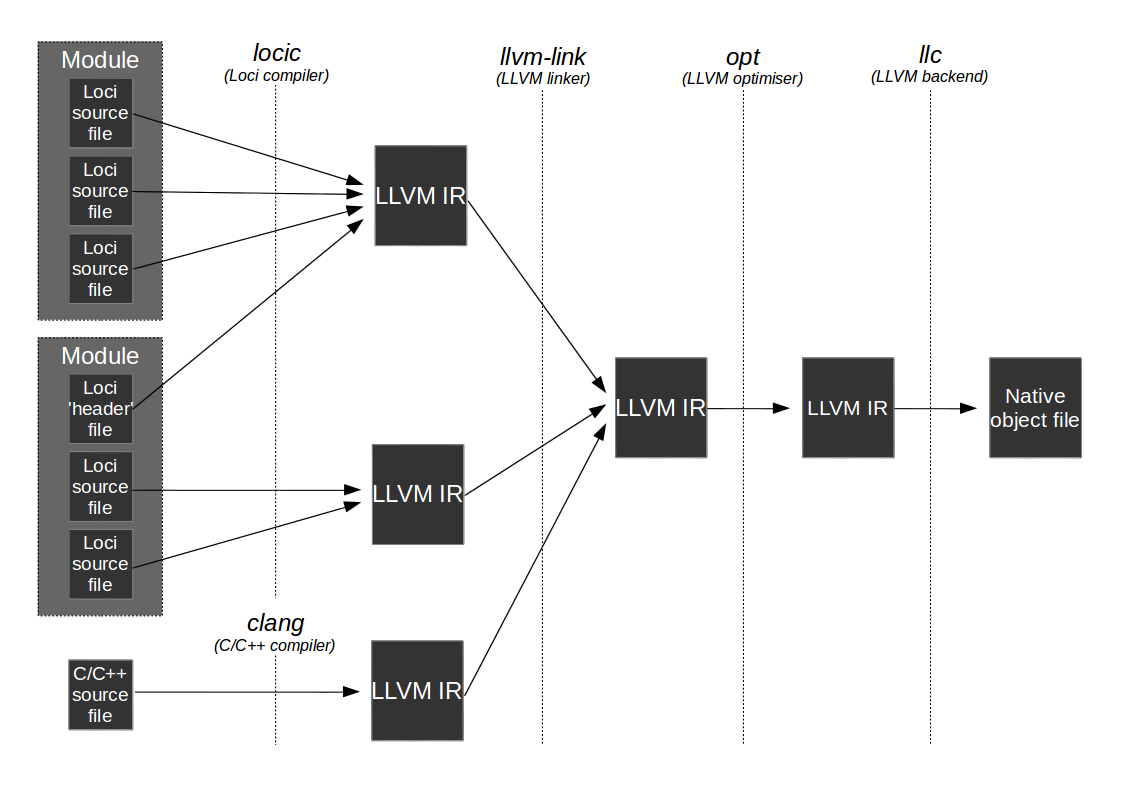 Module
Loci
source
file
Loci
source
file
Loci
source
file
Module
Loci
'header'
file
Loci
source
file
Loci
source
file
C/C++
source
file
locic
(Loci compiler)
clang
(C/C++ compiler)
LLVM IR
LLVM IR
LLVM IR
llvm-link
(LLVM linker)
LLVM IR
opt
(LLVM optimiser)
LLVM IR
llc
(LLVM backend)
Native
object file